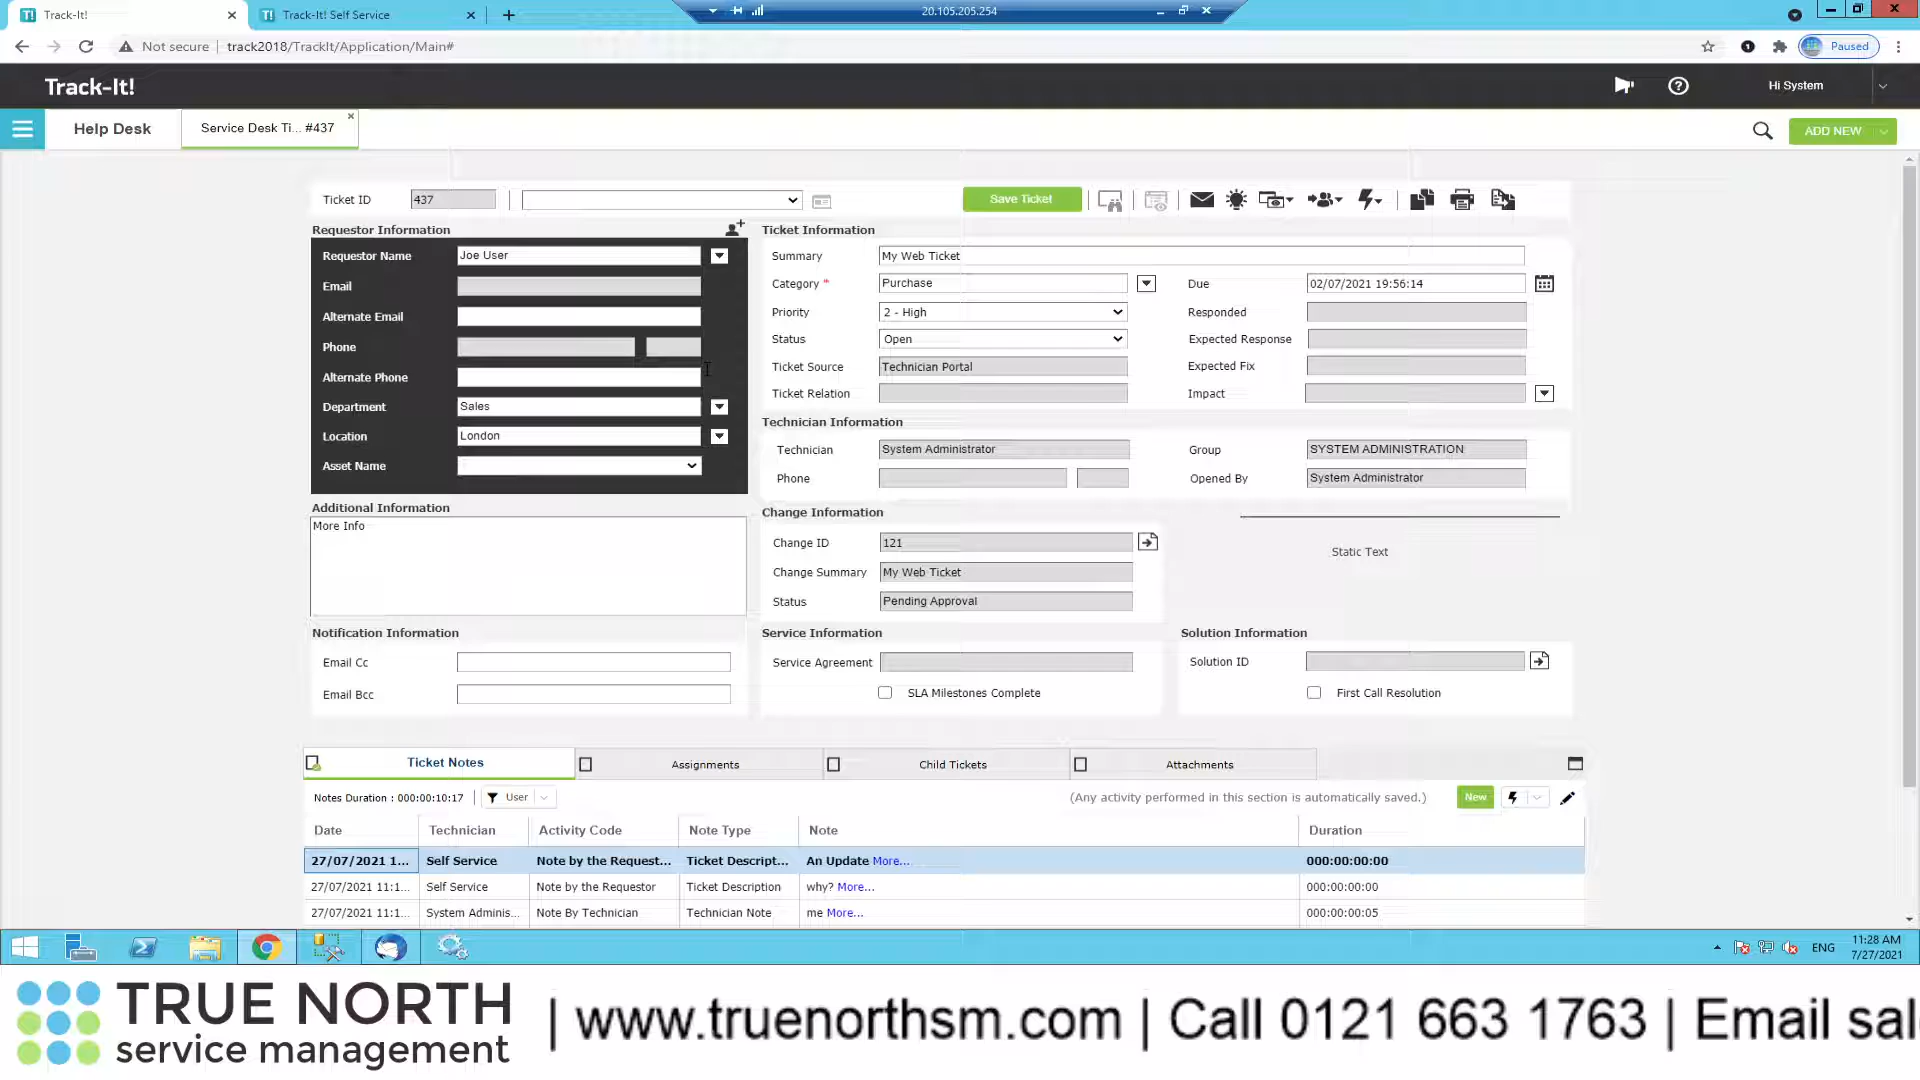 Track-It!
Track-It! Self Service
20.105.205.254
Not secure
track2018/TrackIt/Application/Main#
Paused
Track-It!
Hi System
Help Desk
Service Desk Ti... #437
ADD NEW
Ticket ID
437
Save Ticket
Requestor Information
Requestor Name
Joe User
Email
Alternate Email
Phone
Alternate Phone
Department
Sales
Location
London
Asset Name
Ticket Information
Summary
My Web Ticket
Category *
Purchase
Due
02/07/2021 19:56:14
Priority
2 - High
Responded
Status
Open
Expected Response
Ticket Source
Technician Portal
Expected Fix
Ticket Relation
Impact
Technician Information
Technician
System Administrator
Group
SYSTEM ADMINISTRATION
Phone
Opened By
System Administrator
Additional Information
More Info
Change Information
Change ID
121
Change Summary
My Web Ticket
Status
Pending Approval
Static Text
Notification Information
Email Cc
Email Bcc
Service Information
Service Agreement
SLA Milestones Complete
Solution Information
Solution ID
First Call Resolution
Ticket Notes
Assignments
Child Tickets
Attachments
Notes Duration : 000:00:10:17
User
(Any activity performed in this section is automatically saved.)
New
Date Technician Activity Code Note Type Note Duration
27/07/2021 1... Self Service Note by the Request... Ticket Descript... An Update More... 000:00:00:00
27/07/2021 11:1... Self Service Note by the Requestor Ticket Description why? More... 000:00:00:00
27/07/2021 11:1... System Adminis... Note By Technician Technician Note me More... 000:00:00:05
ENG
11:28 AM
7/27/2021
TRUE NORTH
service management
| www.truenorthsm.com | Call 0121 663 1763 | Email sal